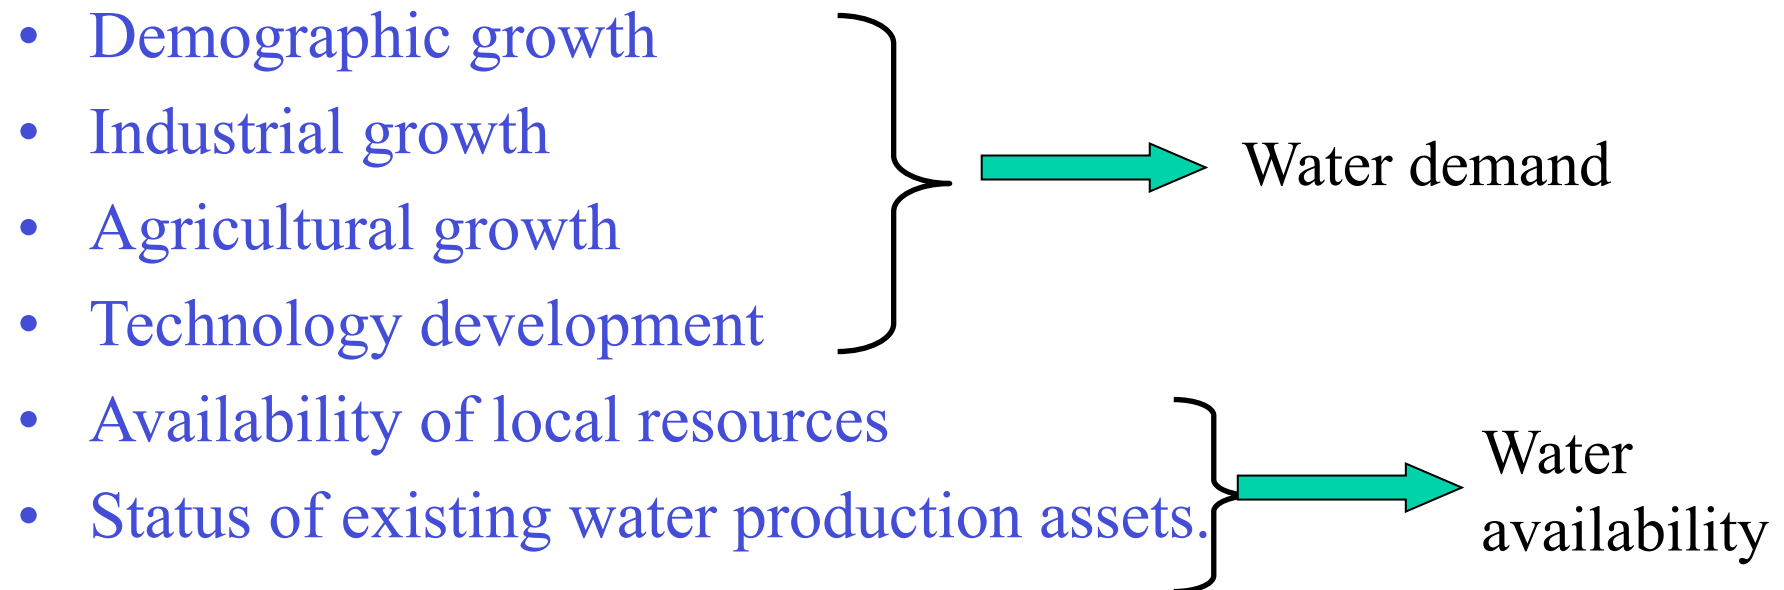 • Demographic growth
• Industrial growth
Water demand
• Agricultural growth
• Technology development
• Availability of local resources
• Status of existing water production assets.
Water
availability